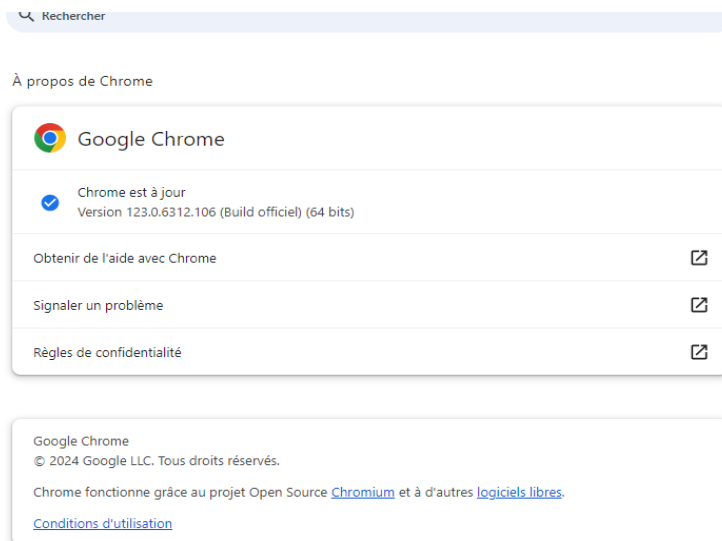 Rechercher
À propos de Chrome
Google Chrome
Chrome est à jour
Version 123.0.6312.106 (Build officiel) (64 bits)
Obtenir de l'aide avec Chrome
Signaler un problème
Règles de confidentialité
Google Chrome
© 2024 Google LLC. Tous droits réservés.
Chrome fonctionne grâce au projet Open Source Chromium et à d'autres logiciels libres.
Conditions d'utilisation